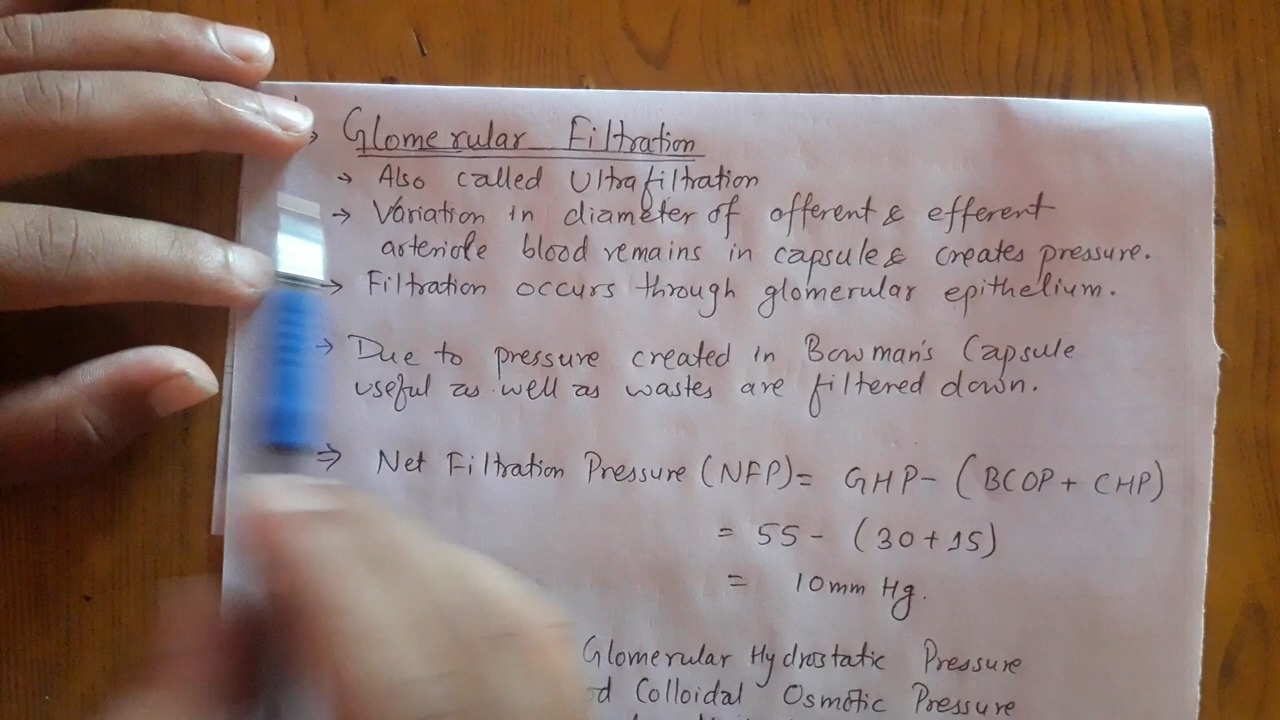 Glomerular Filtration
→ Also called Ultrafiltration
→ Variation in diameter of offerent & efferent
arteriole blood remains in capsule & creates pressure.
→ Filtration occurs through glomerular epithelium.
→ Due to pressure created in Bowman's Capsule
useful as well as wastes are filtered down.
⇒ Net Filtration Pressure (NFP) = GHP - (BCOP + CHP)
= 55 - (30+15)
= 10mm Hg.
Glomerular Hydrostatic Pressure
od Colloidal Osmotic Pressure